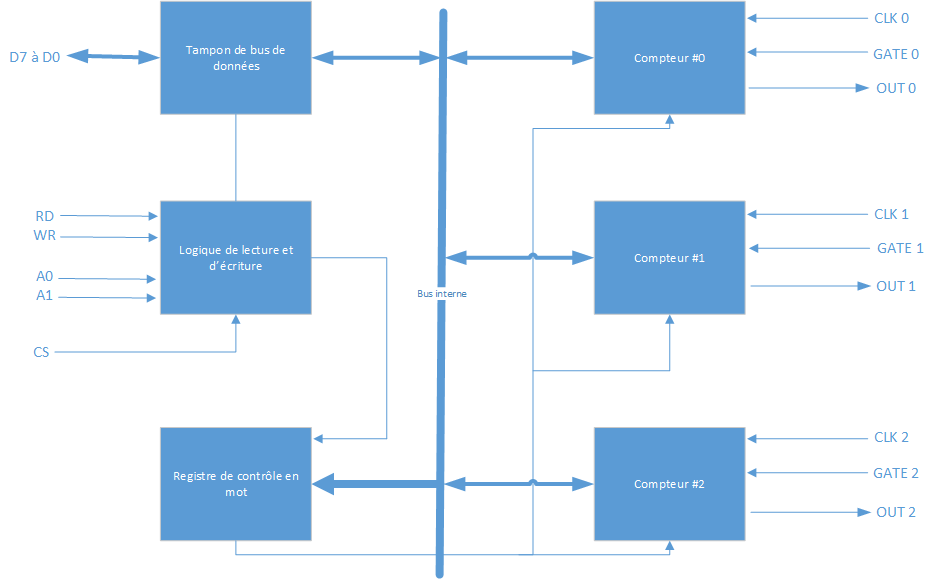 D7 à D0
Tampon de bus de
données
Compteur #0
CLK 0
GATE 0
OUT 0
RD
WR
A0
A1
CS
Logique de lecture et
d'écriture
Bus interne
Compteur #1
CLK 1
GATE 1
OUT 1
Registre de contrôle en
mot
Compteur #2
CLK 2
GATE 2
OUT 2